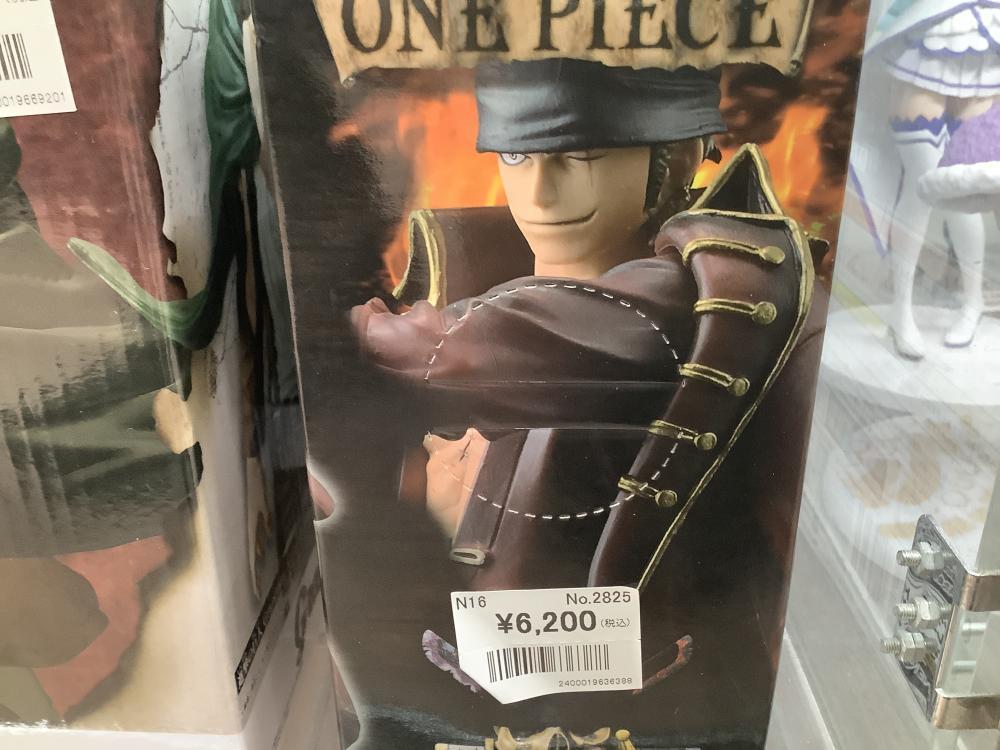 0019669201
ONE PIECE
N16 No.2825
¥6,200(税込)
2400019636388